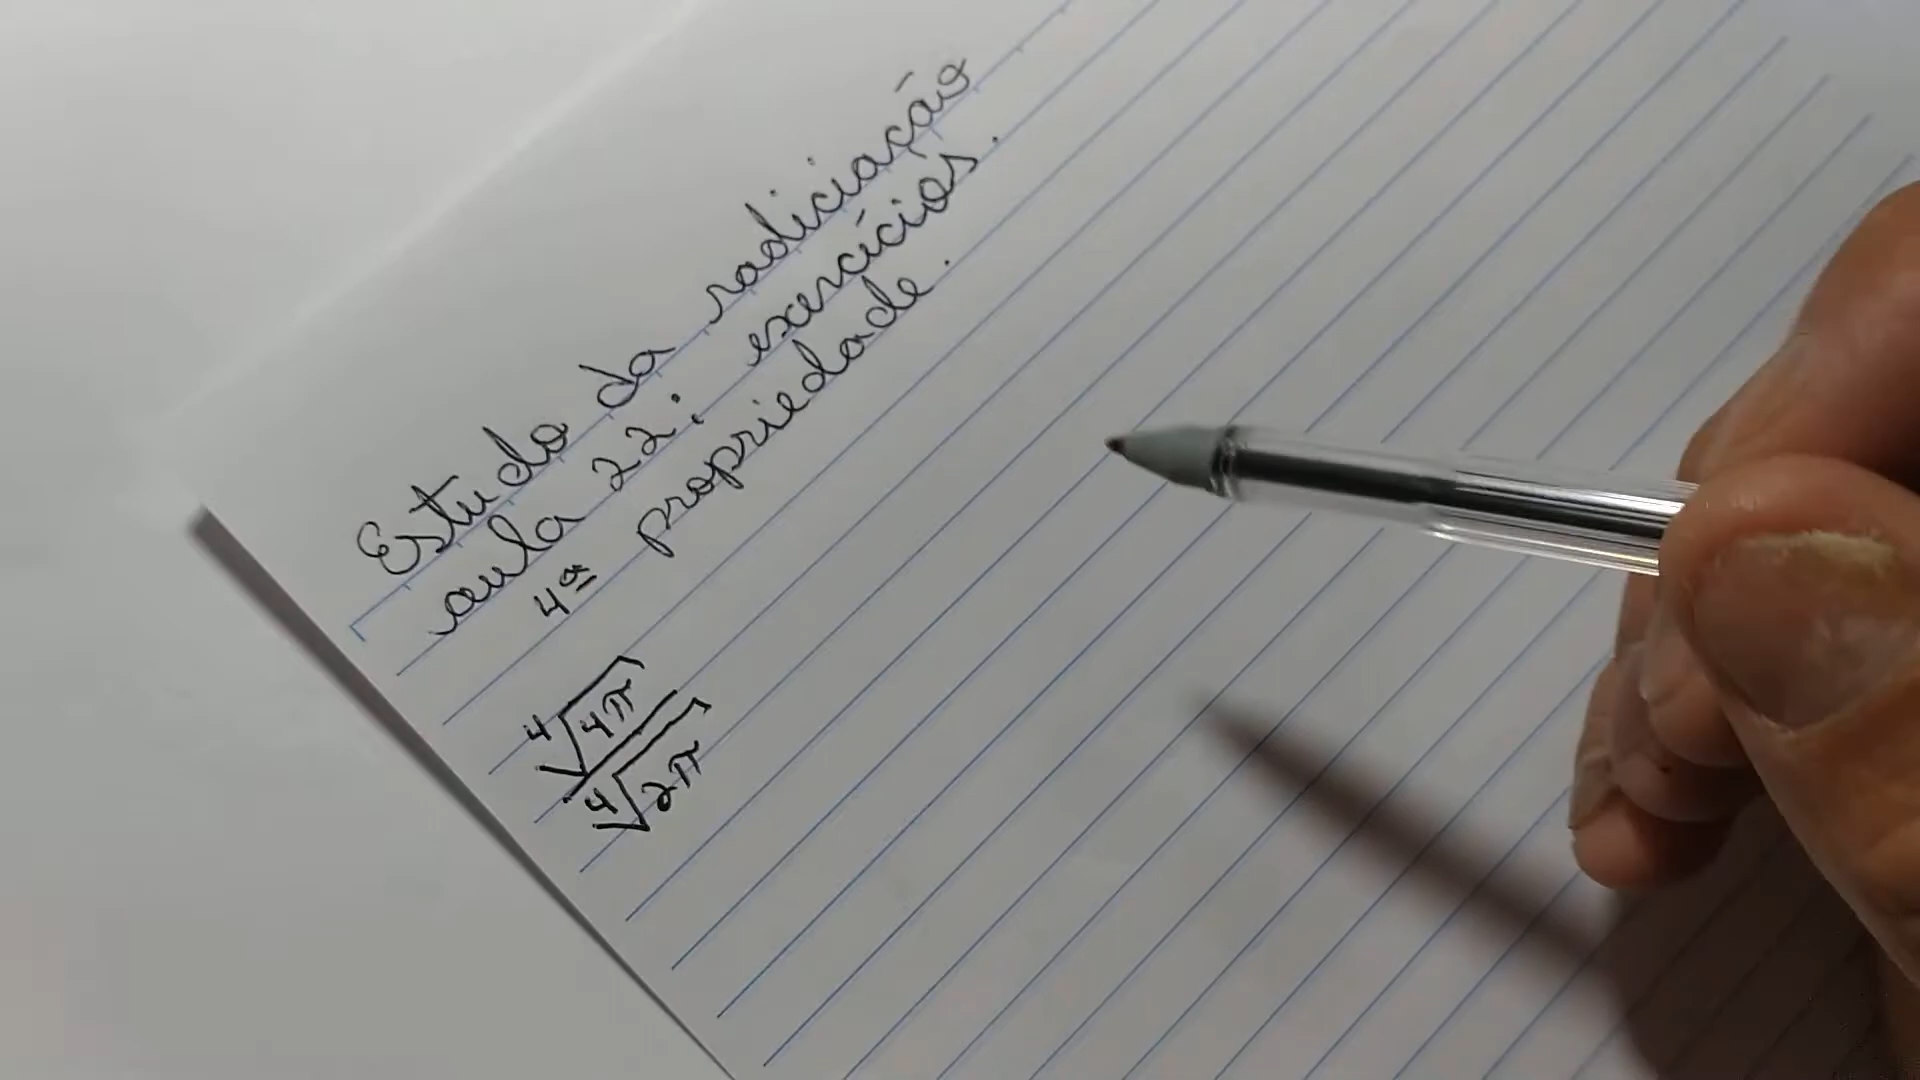 Estudo da radiciação
aula 22: exercícios.
4ª propriedade.
⁴√4π
⁴√2π